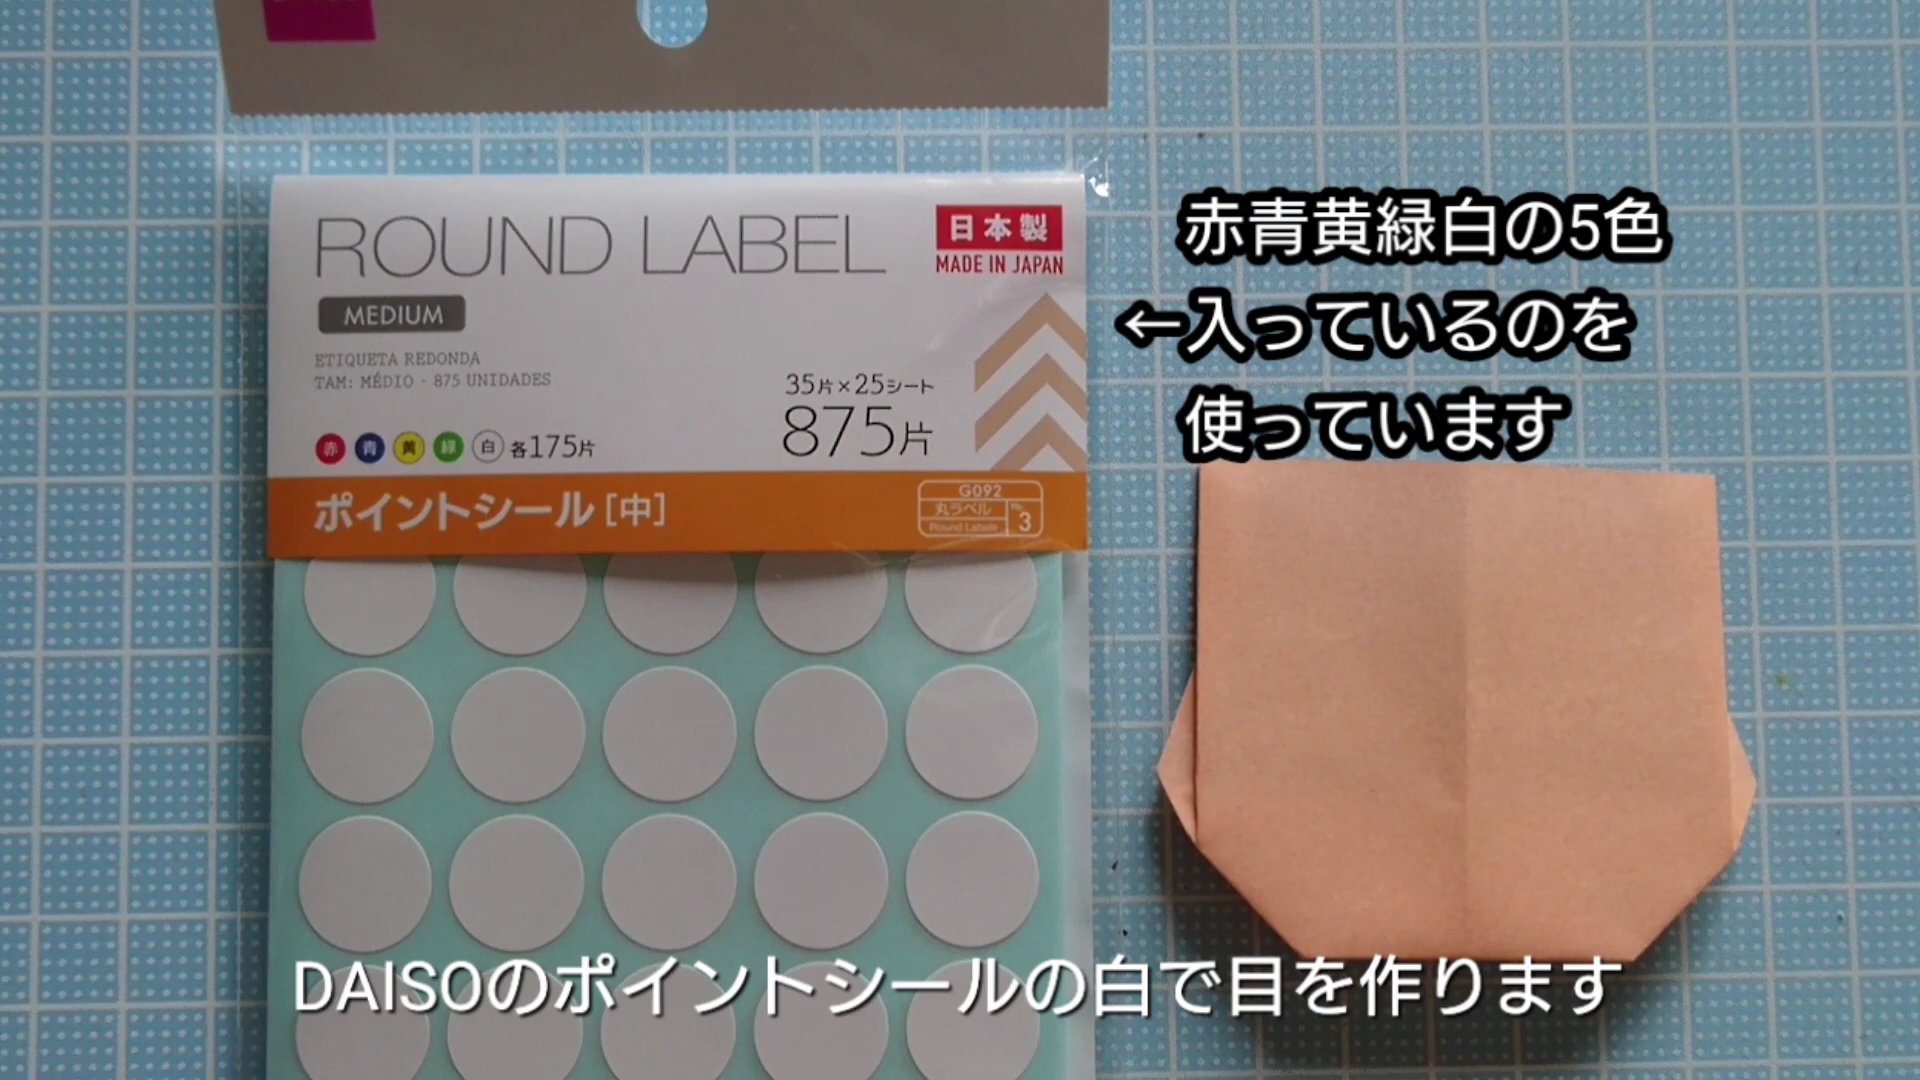 ROUND LABEL
日本製
MADE IN JAPAN
MEDIUM
ETIQUETA REDONDA
TAM: MÉDIO - 875 UNIDADES
35片×25シート
875片
赤 青 黄 緑 白 各175片
ポイントシール[中]
G092
丸ラベル
Round Labels
No.
3
赤青黄緑白の5色
←入っているのを
使っています
DAISOのポイントシールの白で目を作ります